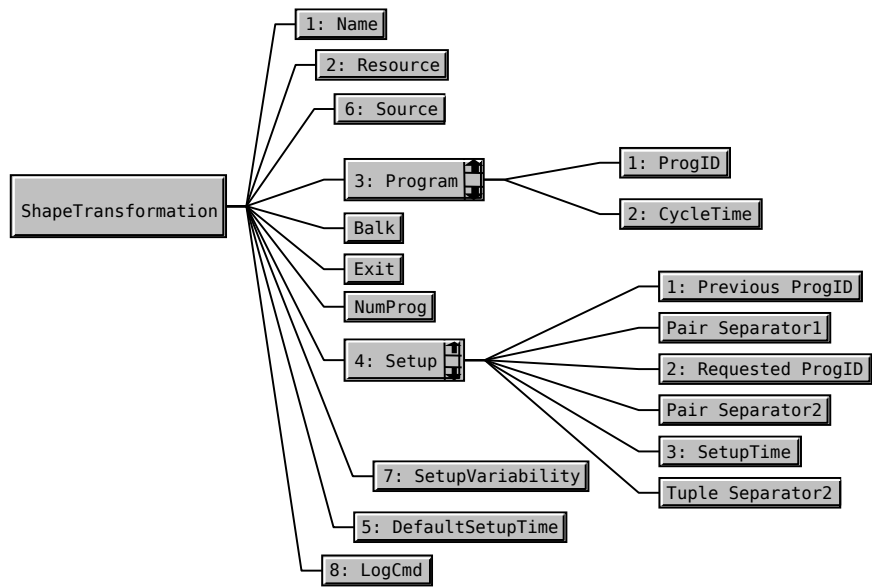 ShapeTransformation
1: Name
2: Resource
6: Source
3: Program
1: ProgID
2: CycleTime
Balk
Exit
NumProg
4: Setup
1: Previous ProgID
Pair Separator1
2: Requested ProgID
Pair Separator2
3: SetupTime
Tuple Separator2
7: SetupVariability
5: DefaultSetupTime
8: LogCmd